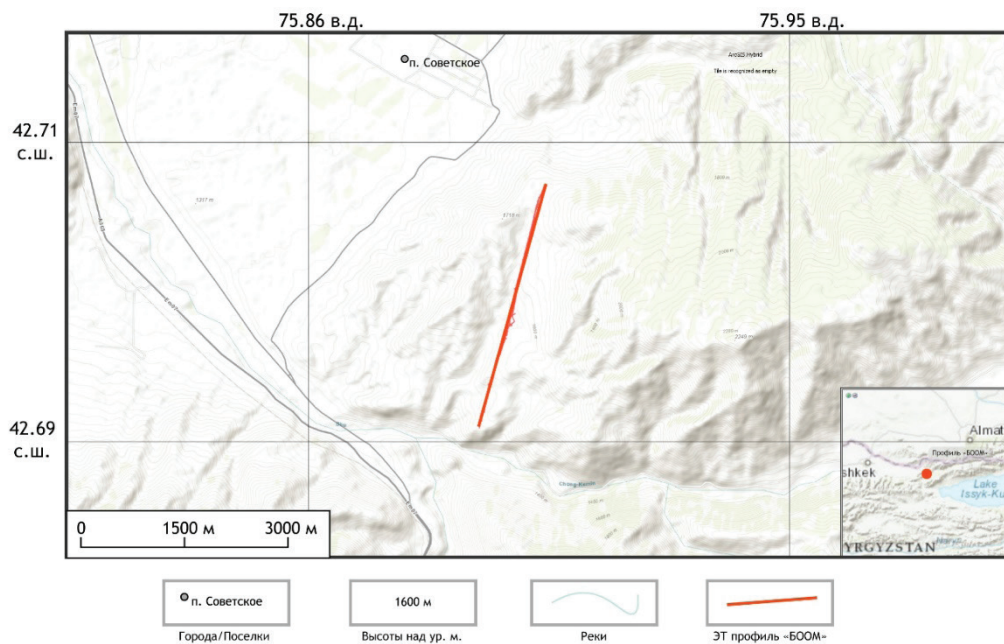 75.86 в.д.
75.95 в.д.
п. Советское
ArcGIS Hybrid
Tile is recognized as empty
42.71
с.ш.
42.69
с.ш.
Almat
shkek
Профиль «БООМ»
Lake
Issyk-Ku
YRGYZSTAN
0
1500 м
3000 м
п. Советское
1600 м
Города/Поселки
Высоты над ур. м.
Реки
ЭТ профиль «БООМ»